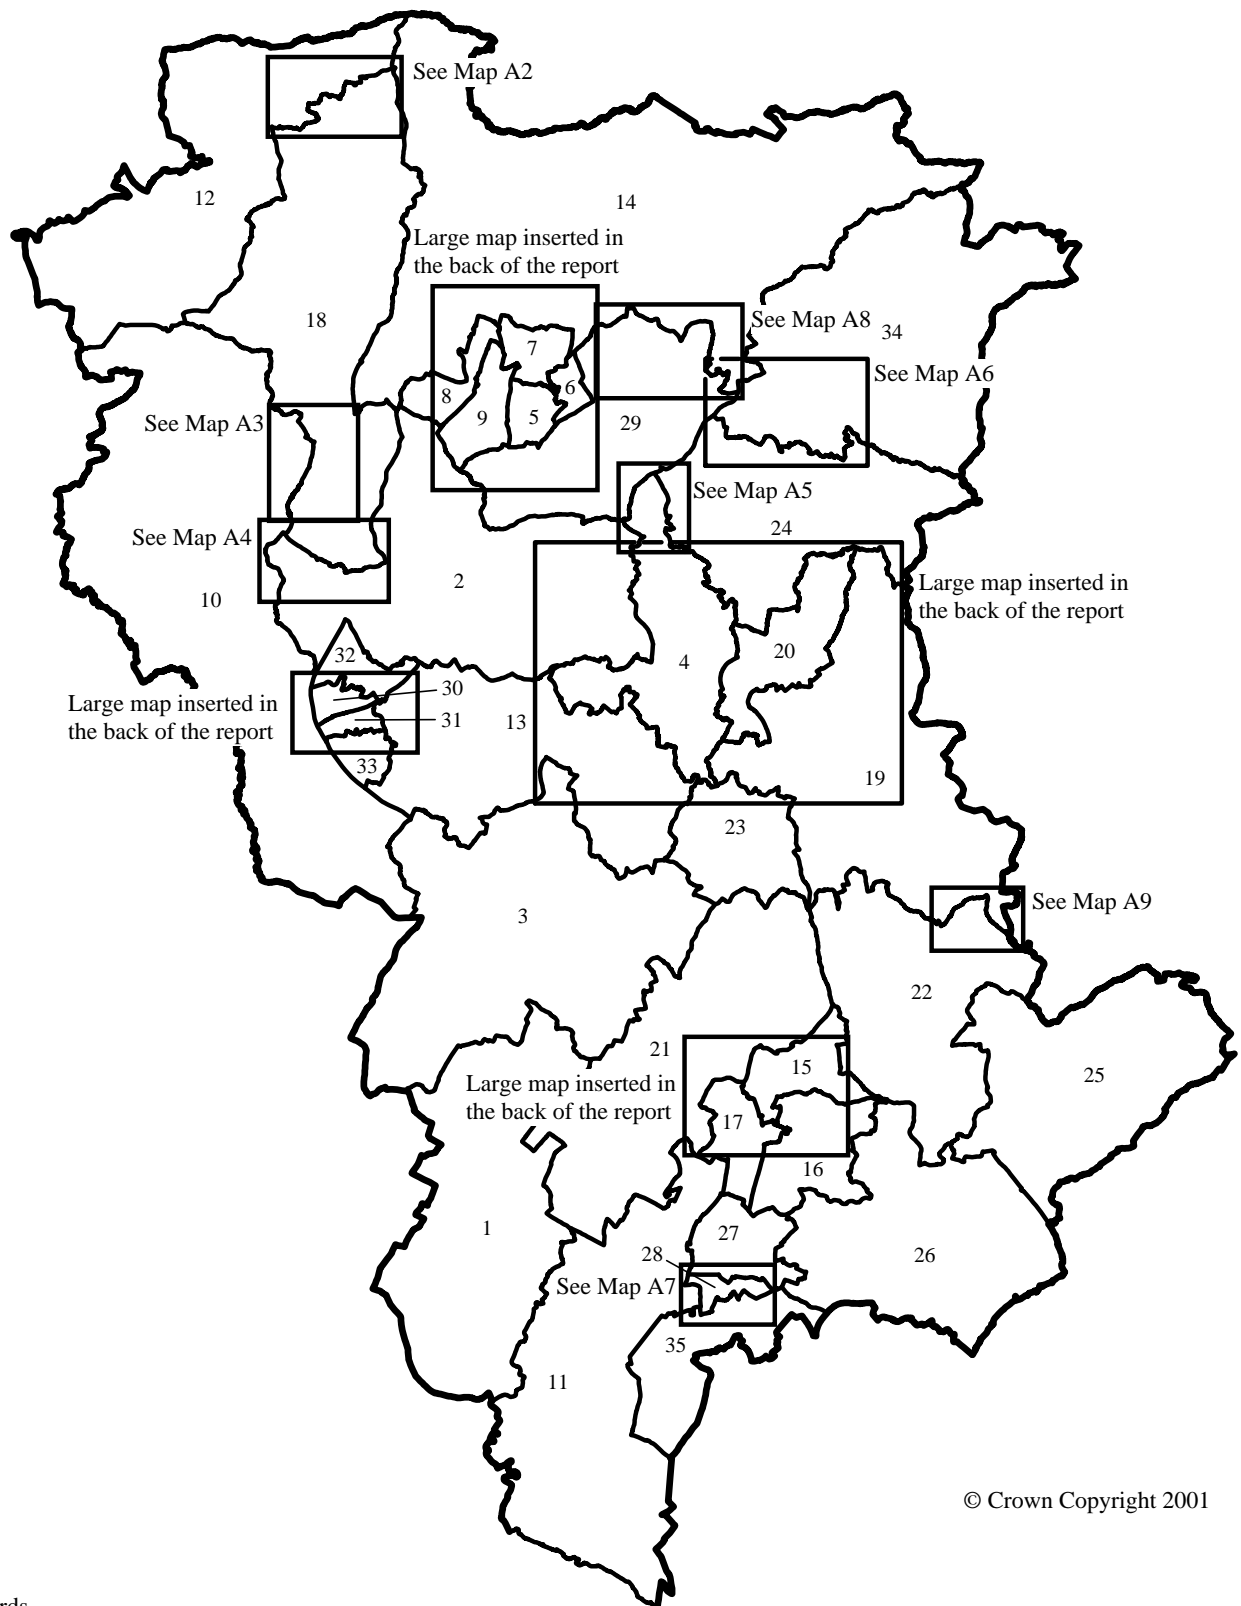 See Map A2
12
14
Large map inserted in
the back of the report
18
See Map A8
34
7
See Map A6
6
8
9
5
29
See Map A3
See Map A5
24
See Map A4
2
Large map inserted in
the back of the report
10
20
32
4
30
Large map inserted in
the back of the report
31
13
33
19
23
3
See Map A9
22
21
15
25
Large map inserted in
the back of the report
17
16
1
27
28
26
See Map A7
35
11
© Crown Copyright 2001